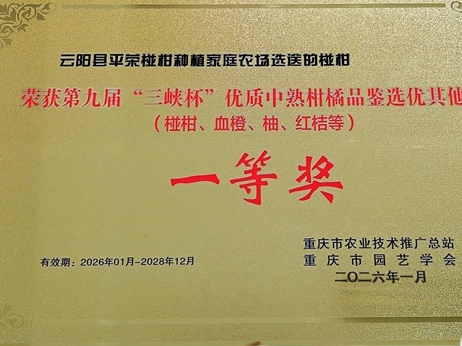 云阳县平荣椪柑种植家庭农场选送的椪柑
荣获第九届“三峡杯”优质中熟柑橘品鉴选优其他
（椪柑、血橙、柚、红桔等）
一等奖
重庆市农业技术推广总站
有效期：2026年01月-2028年12月
重庆市园艺学会
二〇二六年一月